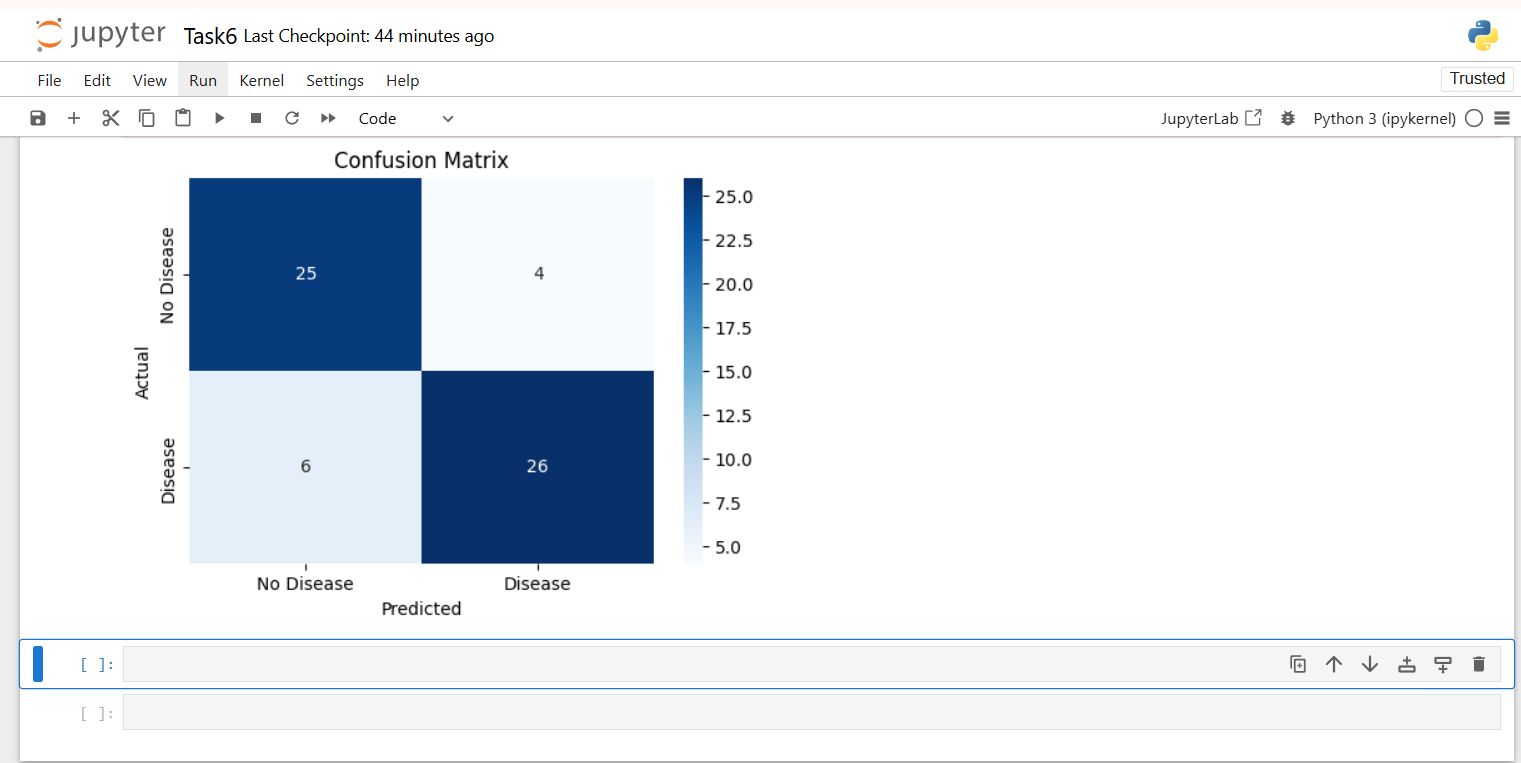 jupyter Task6 Last Checkpoint: 44 minutes ago
File Edit View Run Kernel Settings Help Trusted
Code JupyterLab Python 3 (ipykernel)
Confusion Matrix
25.0
22.5
20.0
17.5
15.0
12.5
10.0
7.5
5.0
Actual
No Disease
25 4
Disease
6 26
No Disease Disease
Predicted
[ ]:
[ ]: